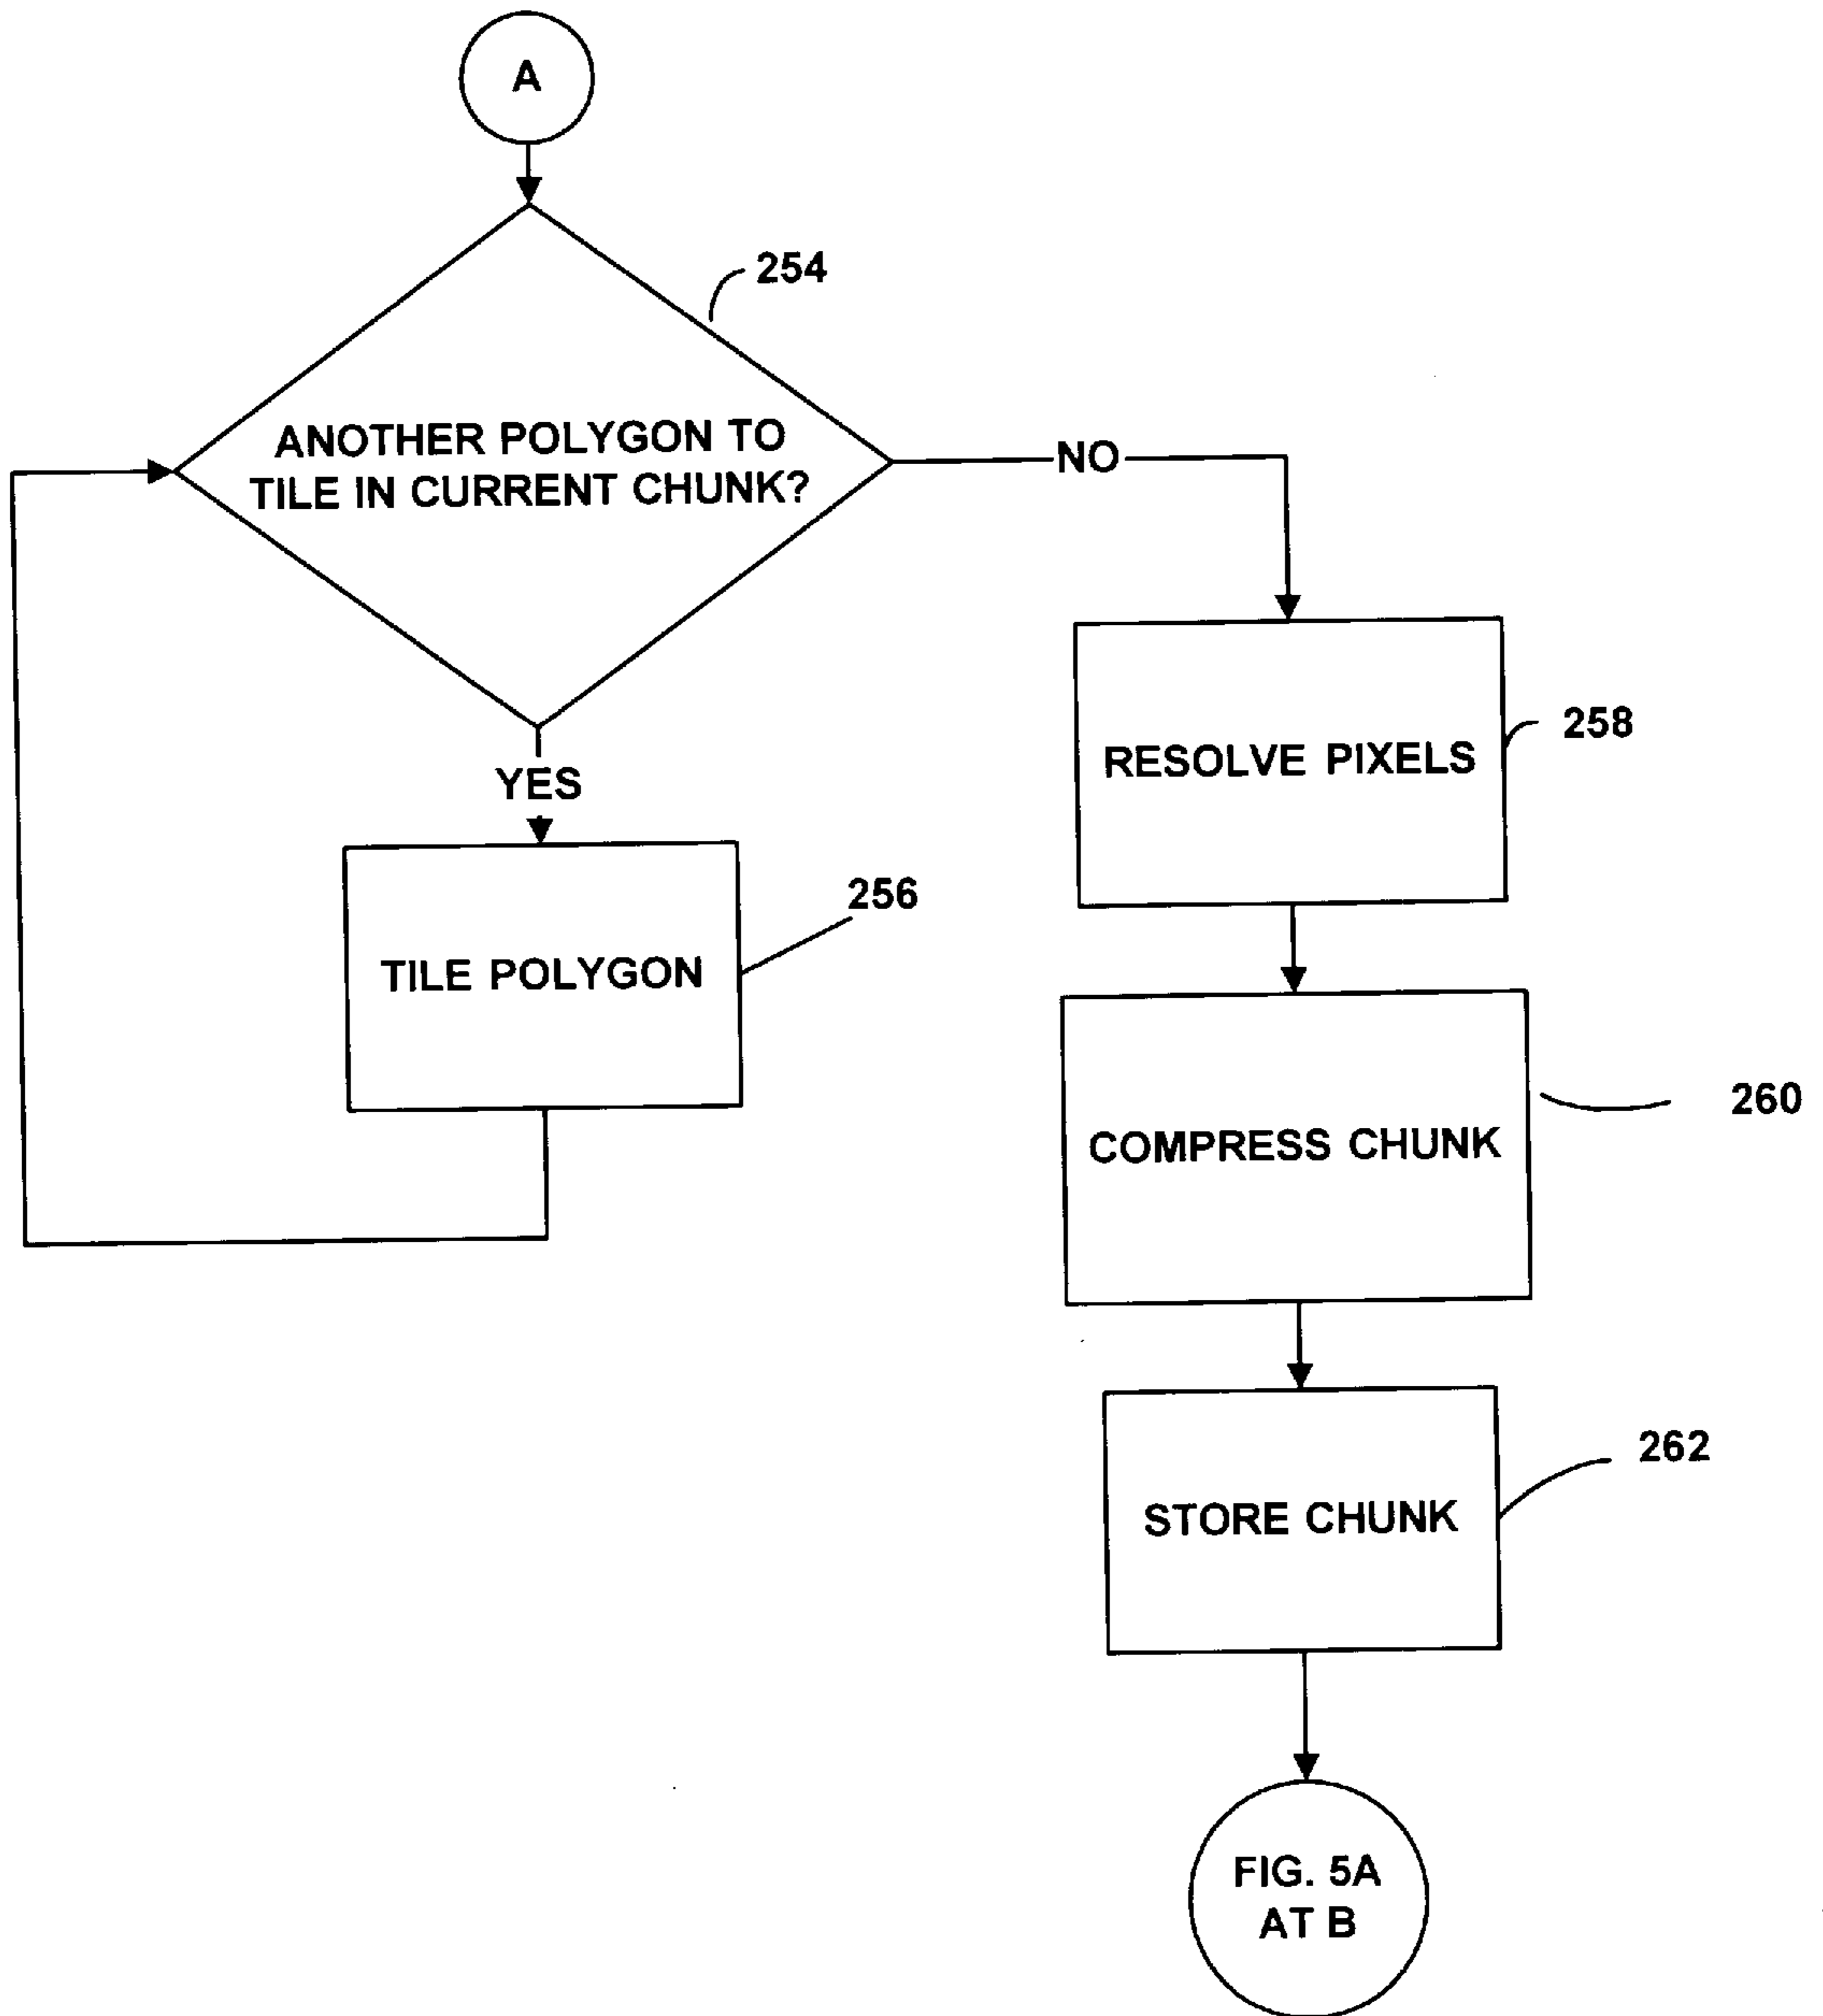 A
254
ANOTHER POLYGON TO
TILE IN CURRENT CHUNK?
NO
YES
258
RESOLVE PIXELS
256
TILE POLYGON
260
COMPRESS CHUNK
262
STORE CHUNK
FIG. 5A
AT B